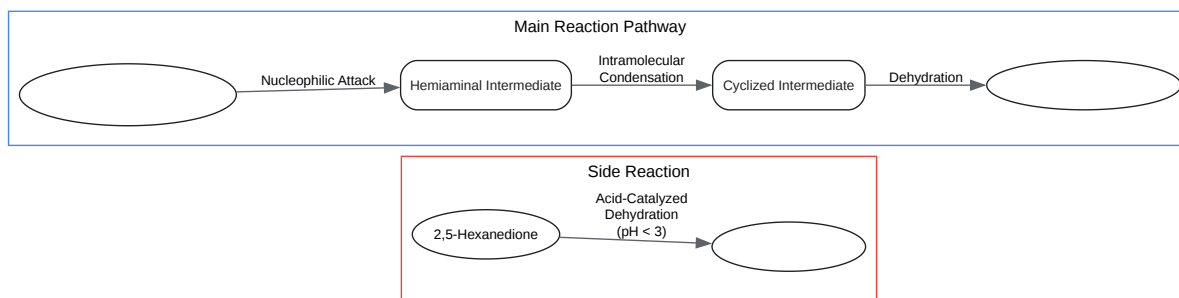 Main Reaction Pathway
Nucleophilic Attack
Hemiaminal Intermediate
Intramolecular
Condensation
Cyclized Intermediate
Dehydration
Side Reaction
2,5-Hexanedione
Acid-Catalyzed
Dehydration
(pH < 3)